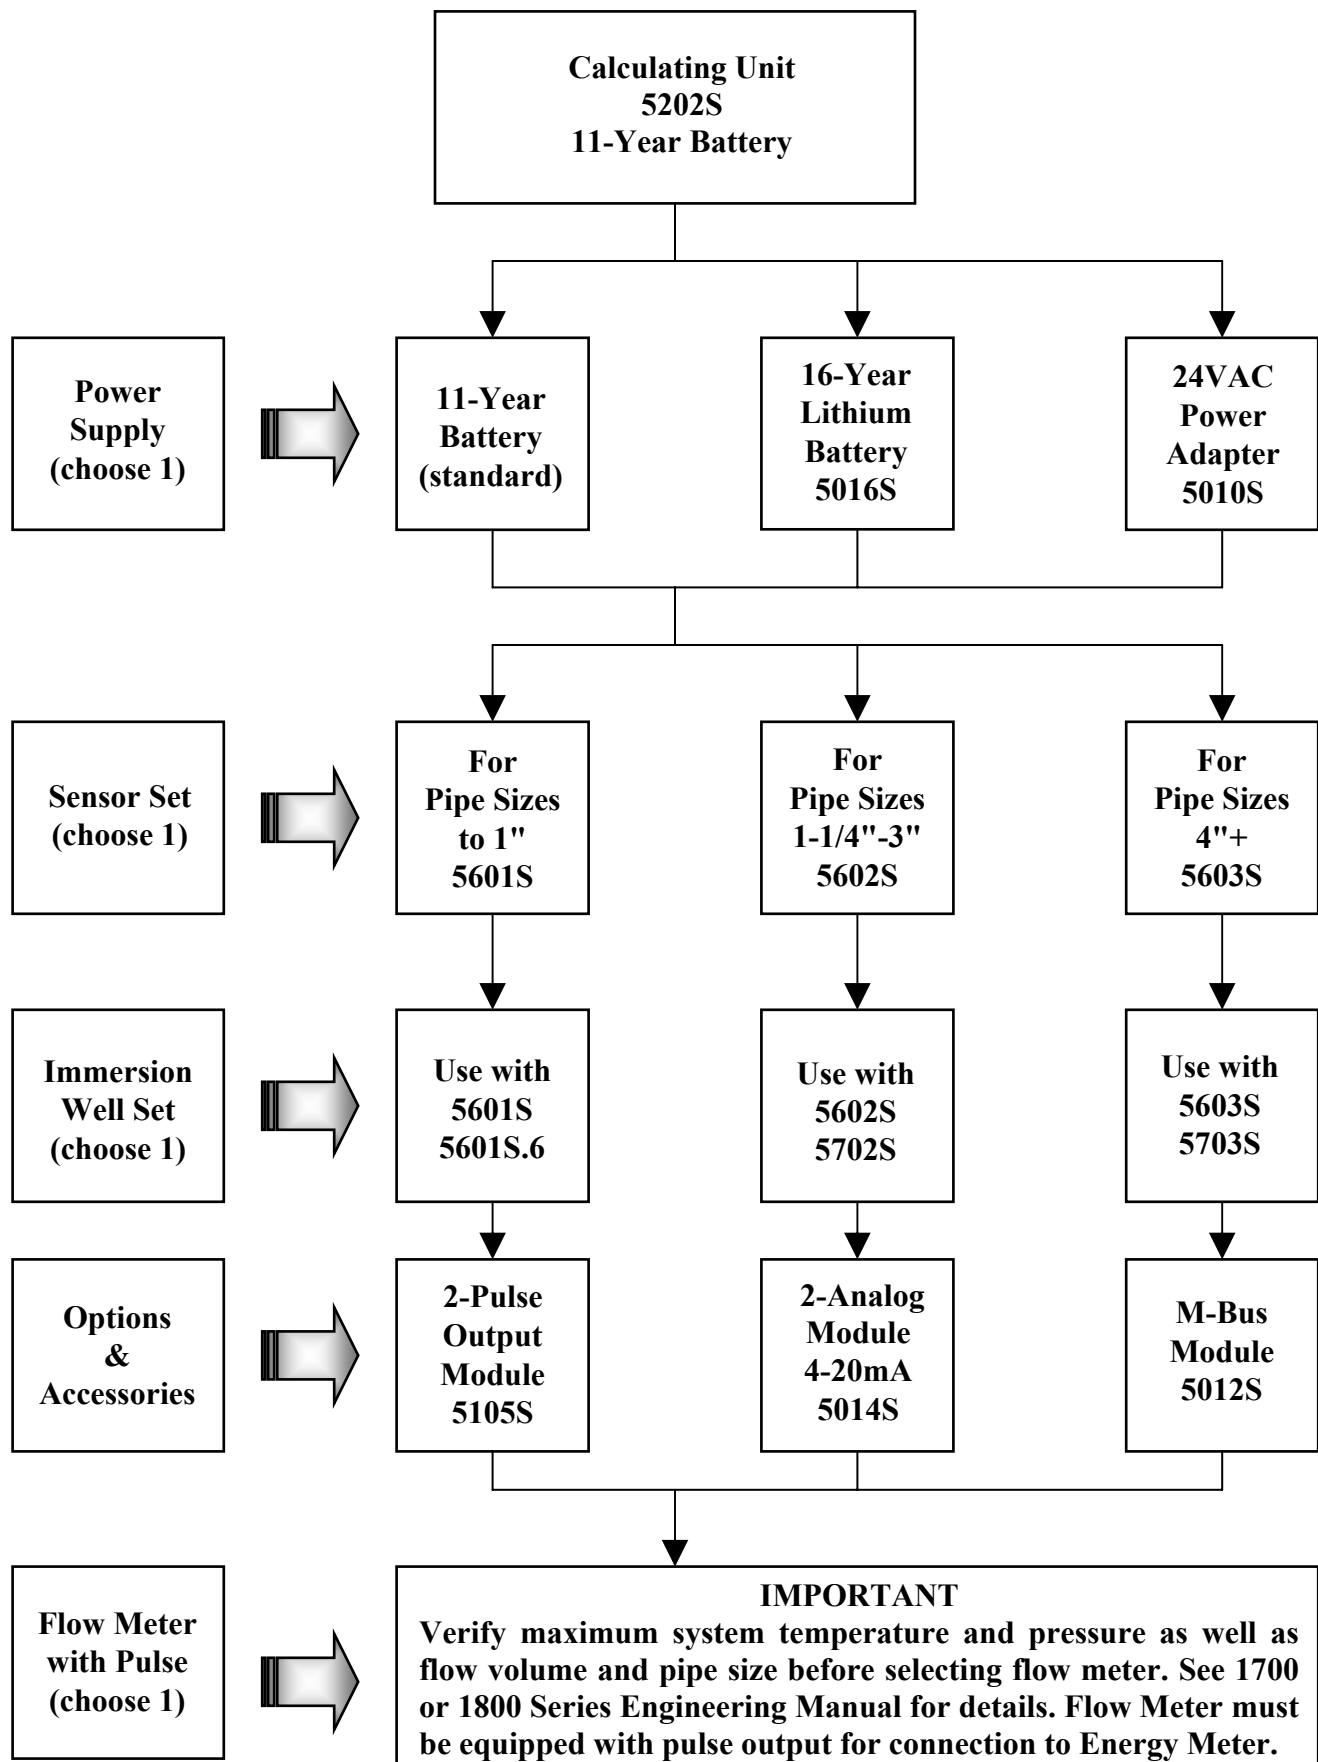 Calculating Unit
5202S
11-Year Battery
Power
Supply
(choose 1)
11-Year
Battery
(standard)
16-Year
Lithium
Battery
5016S
24VAC
Power
Adapter
5010S
Sensor Set
(choose 1)
For
Pipe Sizes
to 1"
5601S
For
Pipe Sizes
1-1/4"-3"
5602S
For
Pipe Sizes
4"+
5603S
Immersion
Well Set
(choose 1)
Use with
5601S
5601S.6
Use with
5602S
5702S
Use with
5603S
5703S
Options
&
Accessories
2-Pulse
Output
Module
5105S
2-Analog
Module
4-20mA
5014S
M-Bus
Module
5012S
Flow Meter
with Pulse
(choose 1)
IMPORTANT
Verify maximum system temperature and pressure as well as
flow volume and pipe size before selecting flow meter. See 1700
or 1800 Series Engineering Manual for details. Flow Meter must
be equipped with pulse output for connection to Energy Meter.